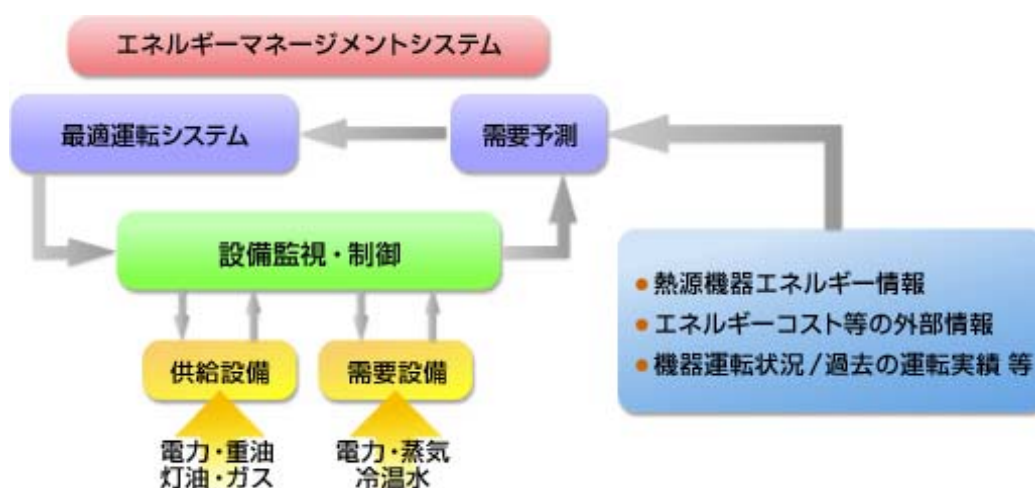 エネルギーマネージメントシステム
最適運転システム
需要予測
設備監視・制御
● 熱源機器エネルギー情報
● エネルギーコスト等の外部情報
● 機器運転状況/過去の運転実績 等
供給設備
需要設備
電力・重油
灯油・ガス
電力・蒸気
冷温水